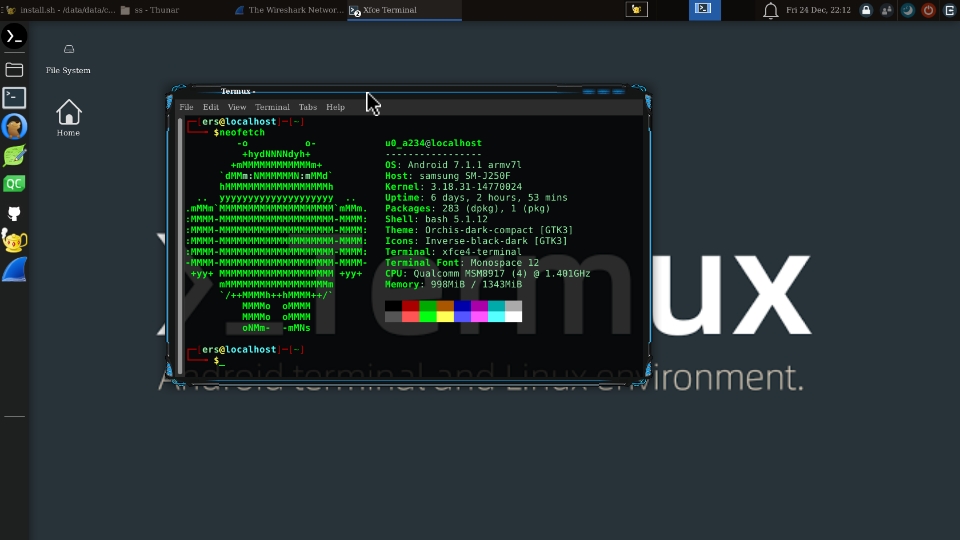 install.sh - /data/data/c...
ss - Thunar
The Wireshark Networ...
Xfce Terminal
Fri 24 Dec, 22:12
File System
Home
QC
Termux -
File Edit View Terminal Tabs Help
[ers@localhost]-[~]
$neofetch
-o o-
+hydNNNNdyh+
+mMMMMMMMMMMMMm+
`dMMm:NMMMMMMN:mMMd`
hMMMMMMMMMMMMMMMMMMh
.. yyyyyyyyyyyyyyyyyyyy ..
.mMMm`MMMMMMMMMMMMMMMMMMMM`mMMm.
:MMMM-MMMMMMMMMMMMMMMMMMMM-MMMM:
:MMMM-MMMMMMMMMMMMMMMMMMMM-MMMM:
:MMMM-MMMMMMMMMMMMMMMMMMMM-MMMM:
:MMMM-MMMMMMMMMMMMMMMMMMMM-MMMM:
-MMMM-MMMMMMMMMMMMMMMMMMMM-MMMM-
+yy+ MMMMMMMMMMMMMMMMMMMM +yy+
mMMMMMMMMMMMMMMMMMMm
`/++MMMMh++hMMMM++/`
MMMMo oMMMM
MMMMo oMMMM
oNMm- -mMNs
u0_a234@localhost
-----------------
OS: Android 7.1.1 armv7l
Host: samsung SM-J250F
Kernel: 3.18.31-14770024
Uptime: 6 days, 2 hours, 53 mins
Packages: 283 (dpkg), 1 (pkg)
Shell: bash 5.1.12
Theme: Orchis-dark-compact [GTK3]
Icons: Inverse-black-dark [GTK3]
Terminal: xfce4-terminal
Terminal Font: Monospace 12
CPU: Qualcomm MSM8917 (4) @ 1.401GHz
Memory: 998MiB / 1343MiB
[ers@localhost]-[~]
$_
>_Termux
Android terminal and Linux environment.